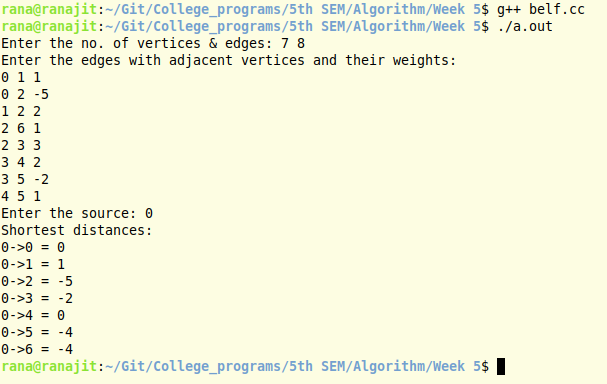 rana@ranajit:~/Git/College_programs/5th SEM/Algorithm/Week 5$ g++ belf.cc
rana@ranajit:~/Git/College_programs/5th SEM/Algorithm/Week 5$ ./a.out
Enter the no. of vertices & edges: 7 8
Enter the edges with adjacent vertices and their weights:
0 1 1
0 2 -5
1 2 2
2 6 1
2 3 3
3 4 2
3 5 -2
4 5 1
Enter the source: 0
Shortest distances:
0->0 = 0
0->1 = 1
0->2 = -5
0->3 = -2
0->4 = 0
0->5 = -4
0->6 = -4
rana@ranajit:~/Git/College_programs/5th SEM/Algorithm/Week 5$